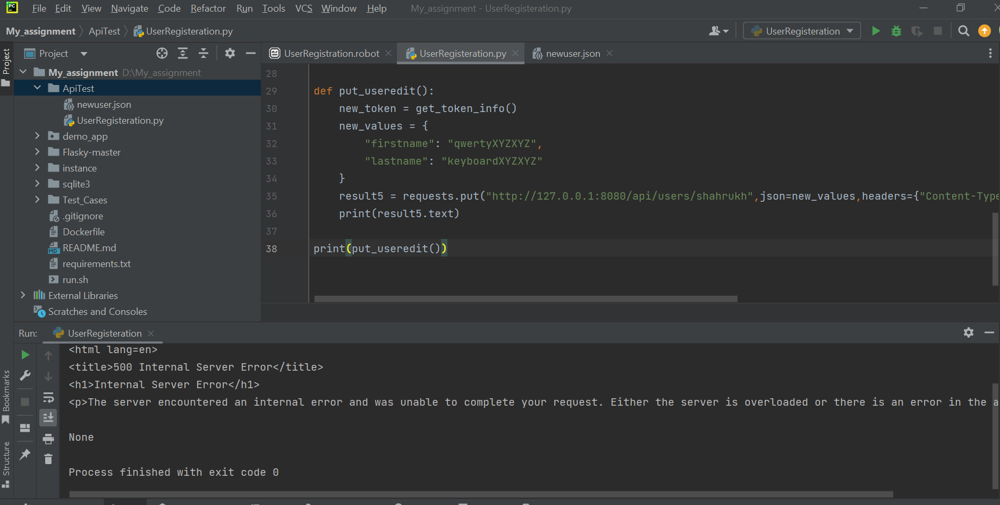 PC File Edit View Navigate Code Refactor Run Tools VCS Window Help My_assignment - UserRegisteration.py
My_assignment ApiTest UserRegisteration.py UserRegisteration
Project
Project
UserRegistration.robot UserRegisteration.py newuser.json
My_assignment D:\My_assignment
ApiTest
newuser.json
UserRegisteration.py
demo_app
Flasky-master
instance
sqlite3
Test_Cases
.gitignore
Dockerfile
MD README.md
requirements.txt
run.sh
External Libraries
Scratches and Consoles
28
29 def put_useredit():
30 new_token = get_token_info()
31 new_values = {
32 "firstname": "qwertyXYZXYZ",
33 "lastname": "keyboardXYZXYZ"
34 }
35 result5 = requests.put("http://127.0.0.1:8080/api/users/shahrukh",json=new_values,headers={"Content-Type
36 print(result5.text)
37
38 print(put_useredit())
Run: UserRegisteration
<html lang=en>
<title>500 Internal Server Error</title>
<h1>Internal Server Error</h1>
<p>The server encountered an internal error and was unable to complete your request. Either the server is overloaded or there is an error in the a
None
Process finished with exit code 0
Bookmarks
Structure